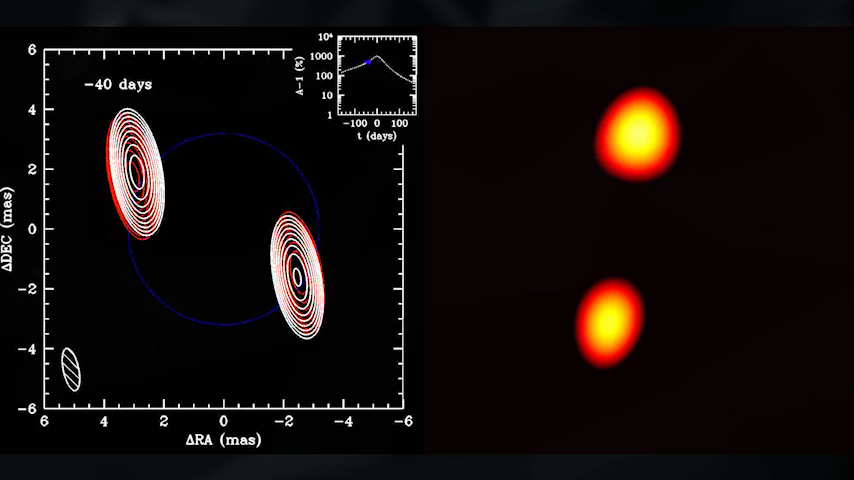 -40 days
6
4
2
0
-2
-4
-6
ΔDEC (mas)
6 4 2 0 -2 -4 -6
ΔRA (mas)
10⁴
1000
100
10
1
A-1 (%)
-100 0 100
t (days)